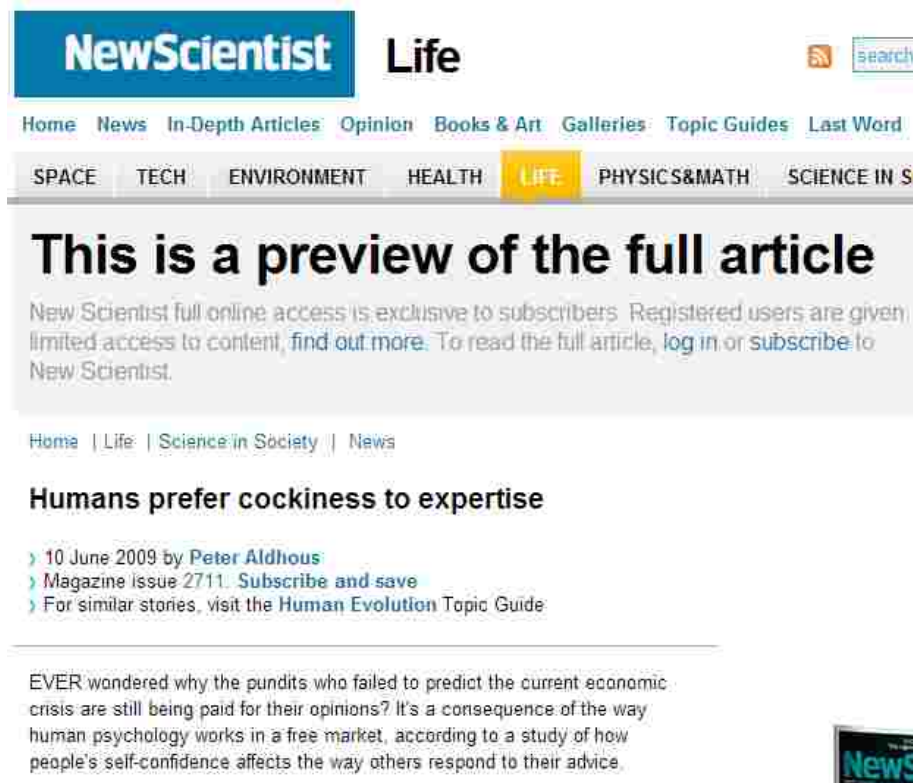 NewScientist Life
search
Home News In-Depth Articles Opinion Books & Art Galleries Topic Guides Last Word
SPACE TECH ENVIRONMENT HEALTH LIFE PHYSICS&MATH SCIENCE IN S
This is a preview of the full article
New Scientist full online access is exclusive to subscribers. Registered users are given
limited access to content, find out more. To read the full article, log in or subscribe to
New Scientist.
Home | Life | Science in Society | News
Humans prefer cockiness to expertise
10 June 2009 by Peter Aldhous
Magazine issue 2711. Subscribe and save
For similar stories, visit the Human Evolution Topic Guide
EVER wondered why the pundits who failed to predict the current economic
crisis are still being paid for their opinions? It's a consequence of the way
human psychology works in a free market, according to a study of how
people's self-confidence affects the way others respond to their advice.
NewS